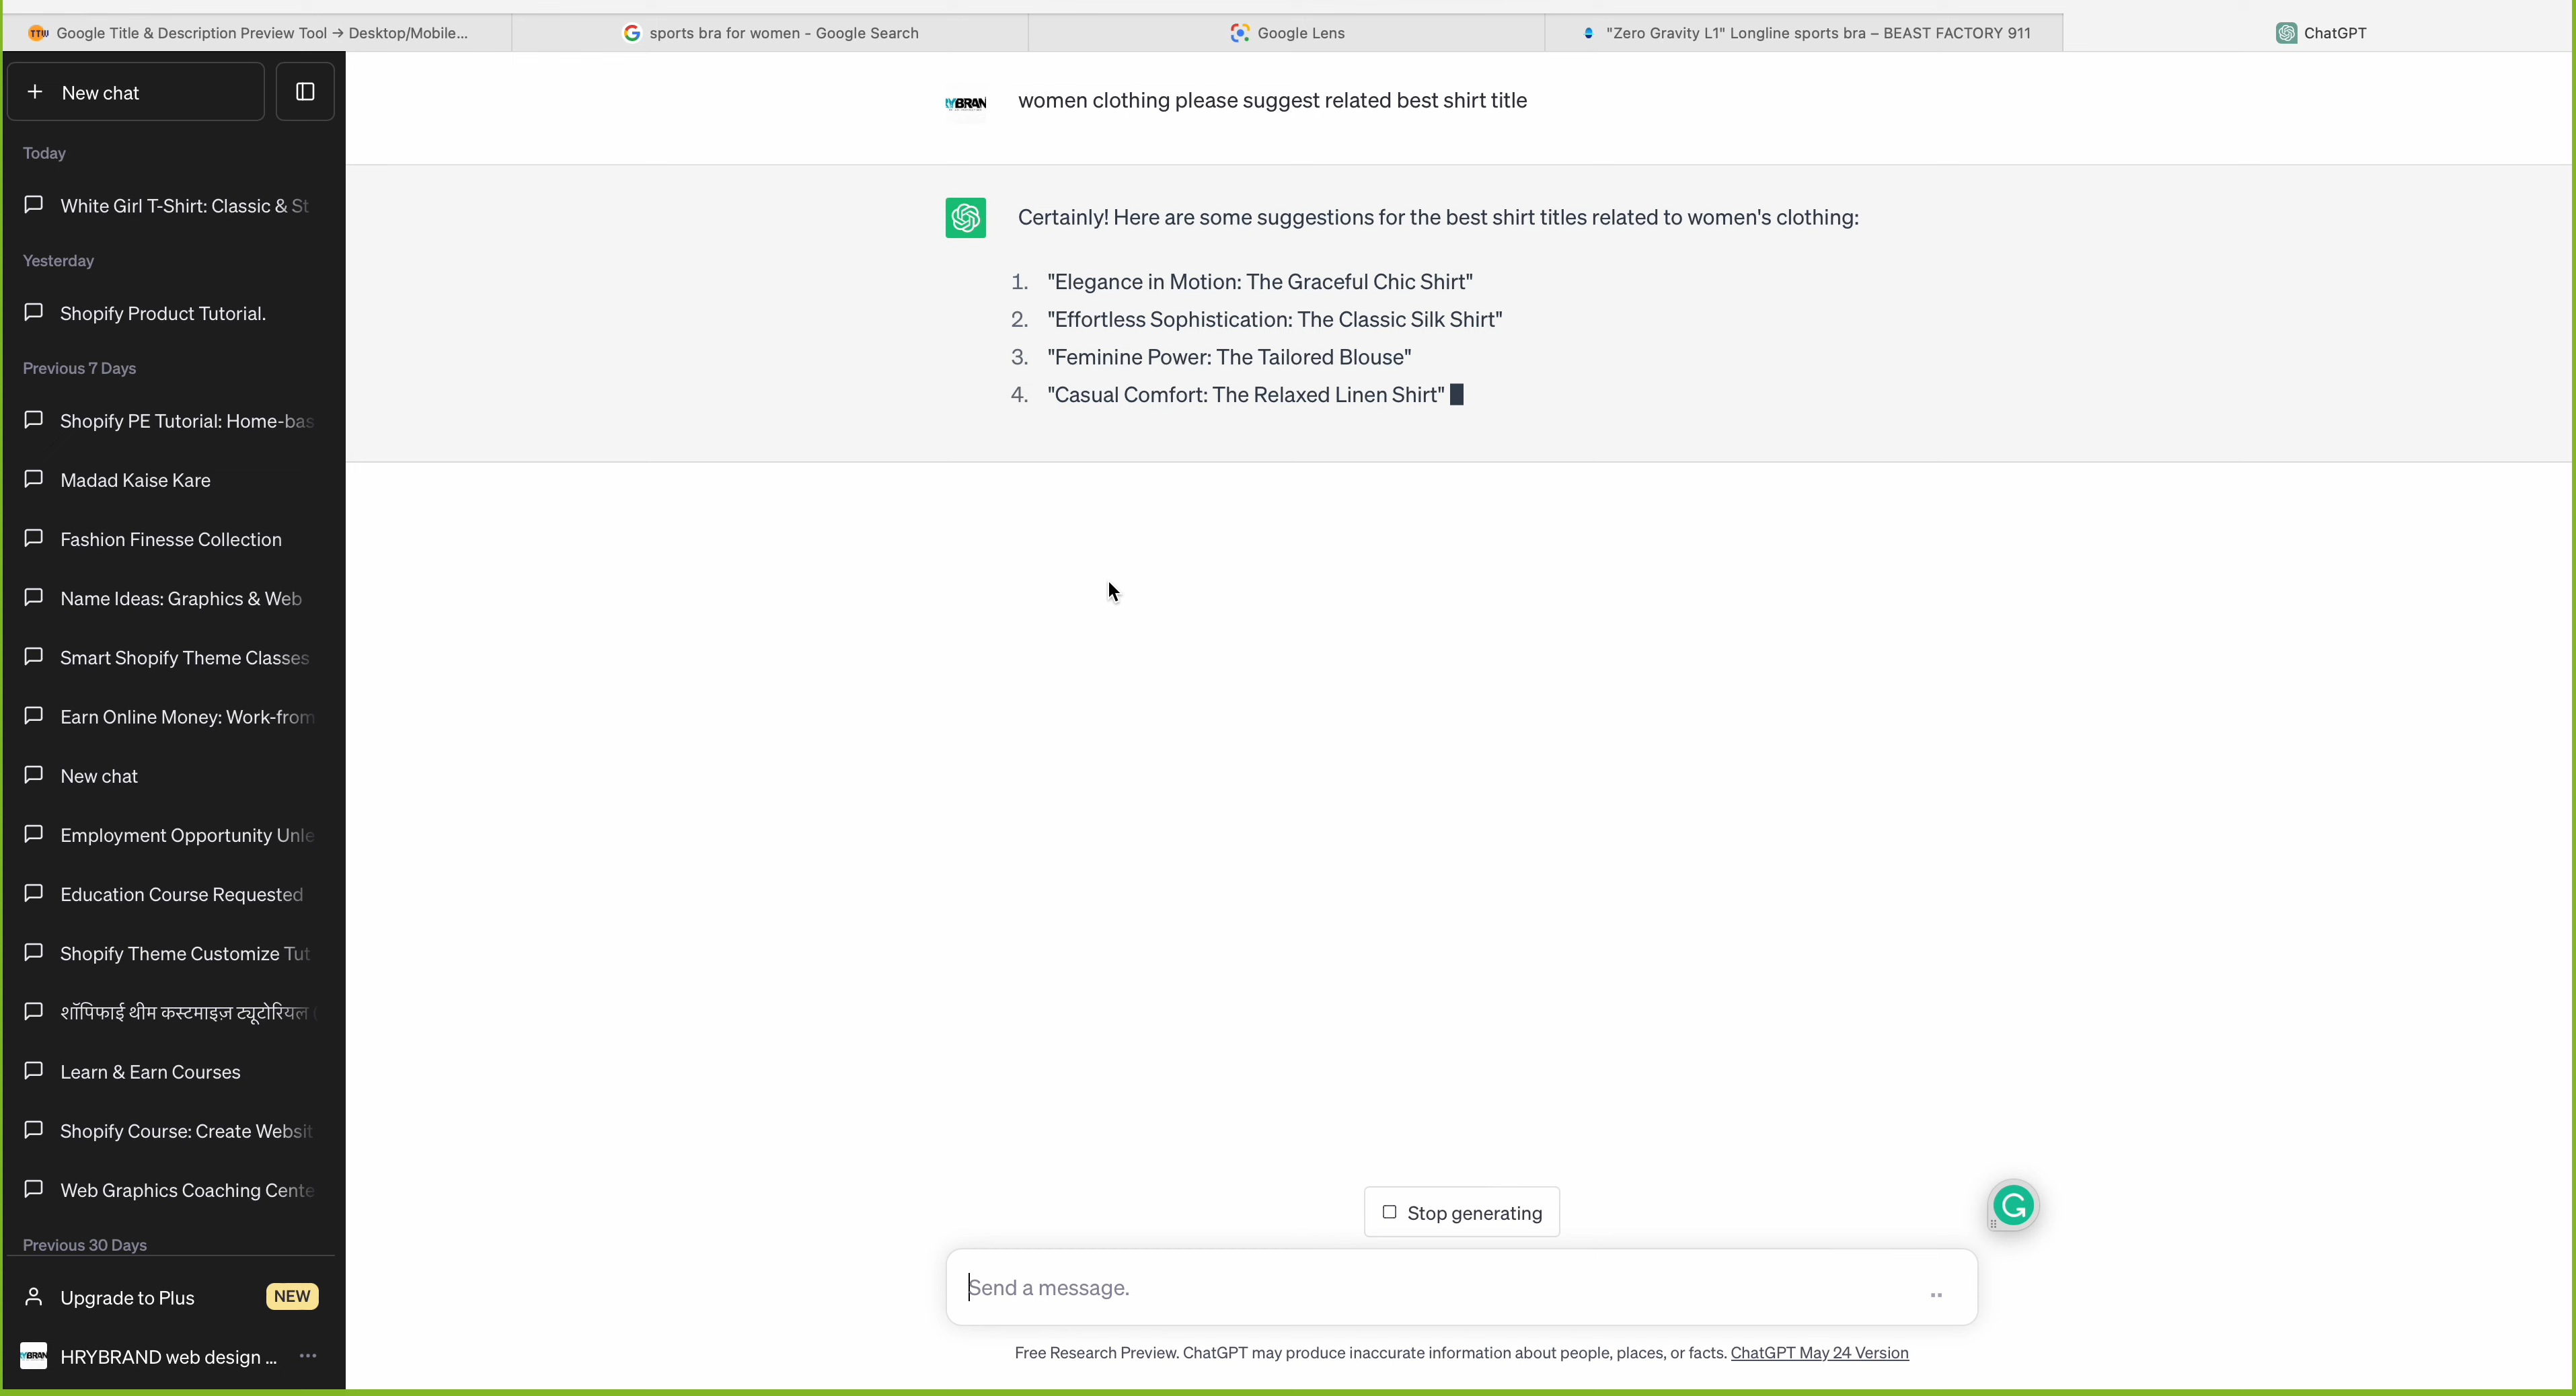 Google Title & Description Preview Tool → Desktop/Mobile...
sports bra for women - Google Search
Google Lens
"Zero Gravity L1" Longline sports bra – BEAST FACTORY 911
ChatGPT
New chat
Today
White Girl T-Shirt: Classic & St
Yesterday
Shopify Product Tutorial.
Previous 7 Days
Shopify PE Tutorial: Home-bas
Madad Kaise Kare
Fashion Finesse Collection
Name Ideas: Graphics & Web
Smart Shopify Theme Classes
Earn Online Money: Work-from
New chat
Employment Opportunity Unle
Education Course Requested
Shopify Theme Customize Tut
शॉपिफाई थीम कस्टमाइज़ ट्यूटोरियल (
Learn & Earn Courses
Shopify Course: Create Websit
Web Graphics Coaching Cente
Previous 30 Days
Upgrade to Plus
NEW
YBRAN
HRYBRAND web design ...
YBRAN
women clothing please suggest related best shirt title
Certainly! Here are some suggestions for the best shirt titles related to women's clothing:
1. "Elegance in Motion: The Graceful Chic Shirt"
2. "Effortless Sophistication: The Classic Silk Shirt"
3. "Feminine Power: The Tailored Blouse"
4. "Casual Comfort: The Relaxed Linen Shirt"
Stop generating
Send a message.
Free Research Preview. ChatGPT may produce inaccurate information about people, places, or facts. ChatGPT May 24 Version